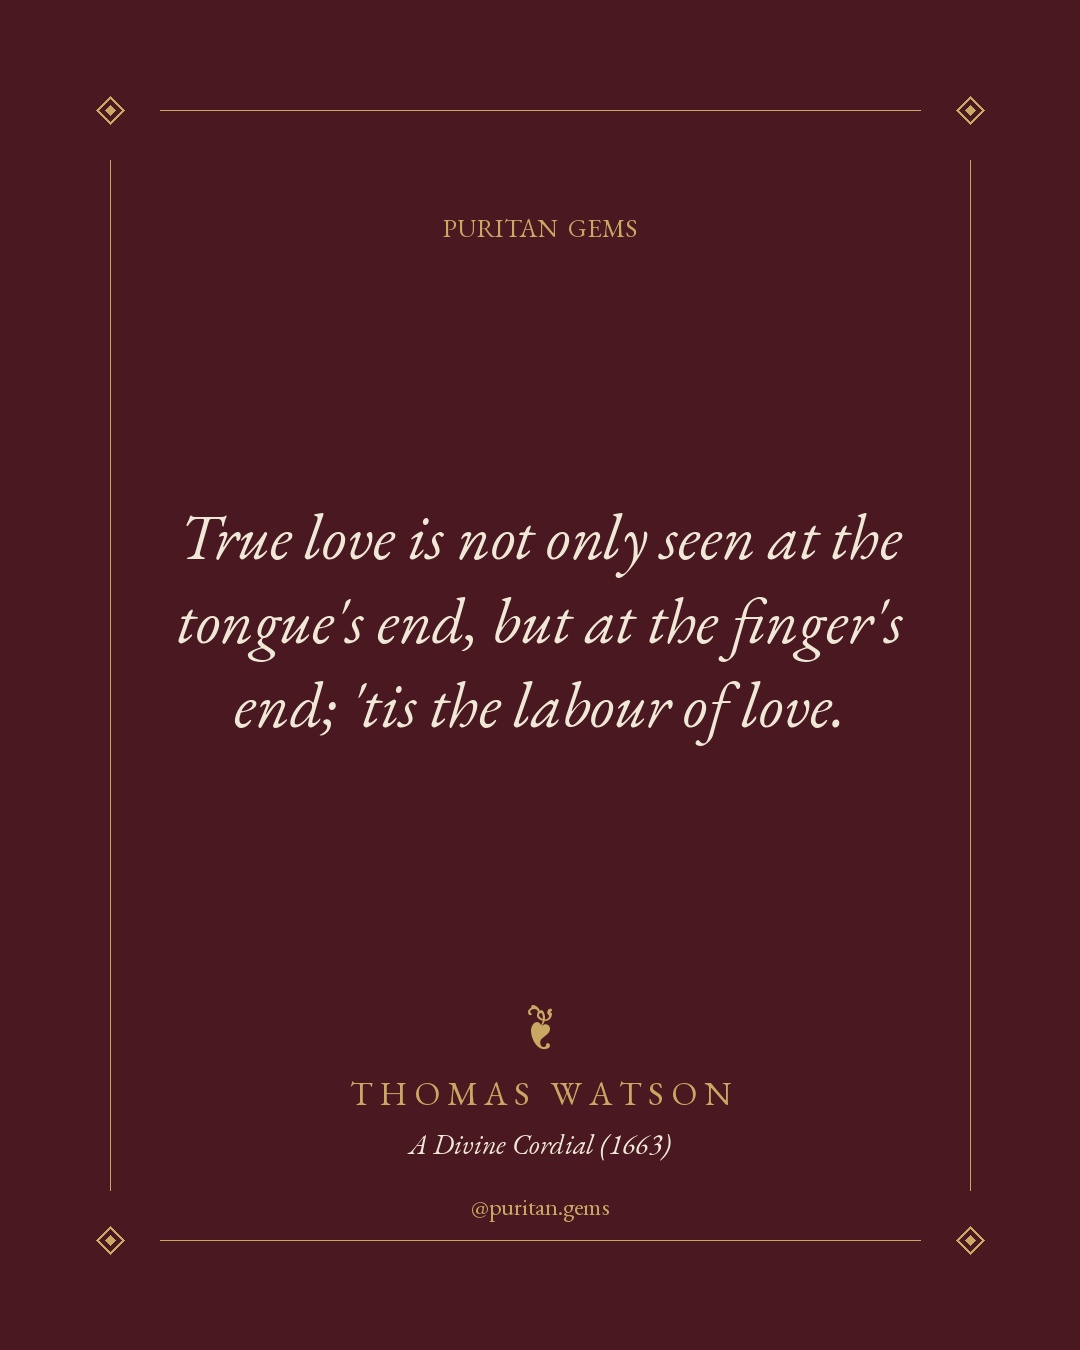 PURITAN GEMS
True love is not only seen at the
tongue's end, but at the finger's
end; 'tis the labour of love.
THOMAS WATSON
A Divine Cordial (1663)
@puritan.gems